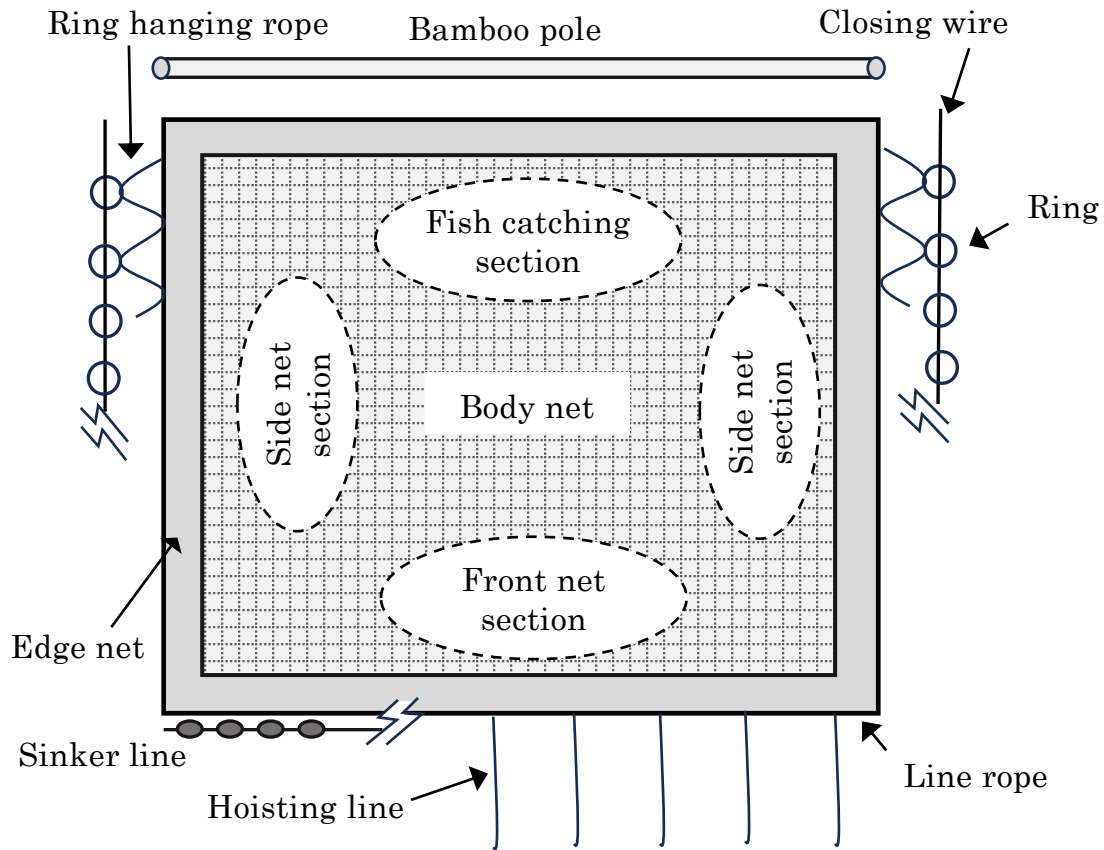 Ring hanging rope
Bamboo pole
Closing wire
Ring
Fish catching
section
Side net
section
Body net
Side net
section
Front net
section
Edge net
Sinker line
Hoisting line
Line rope